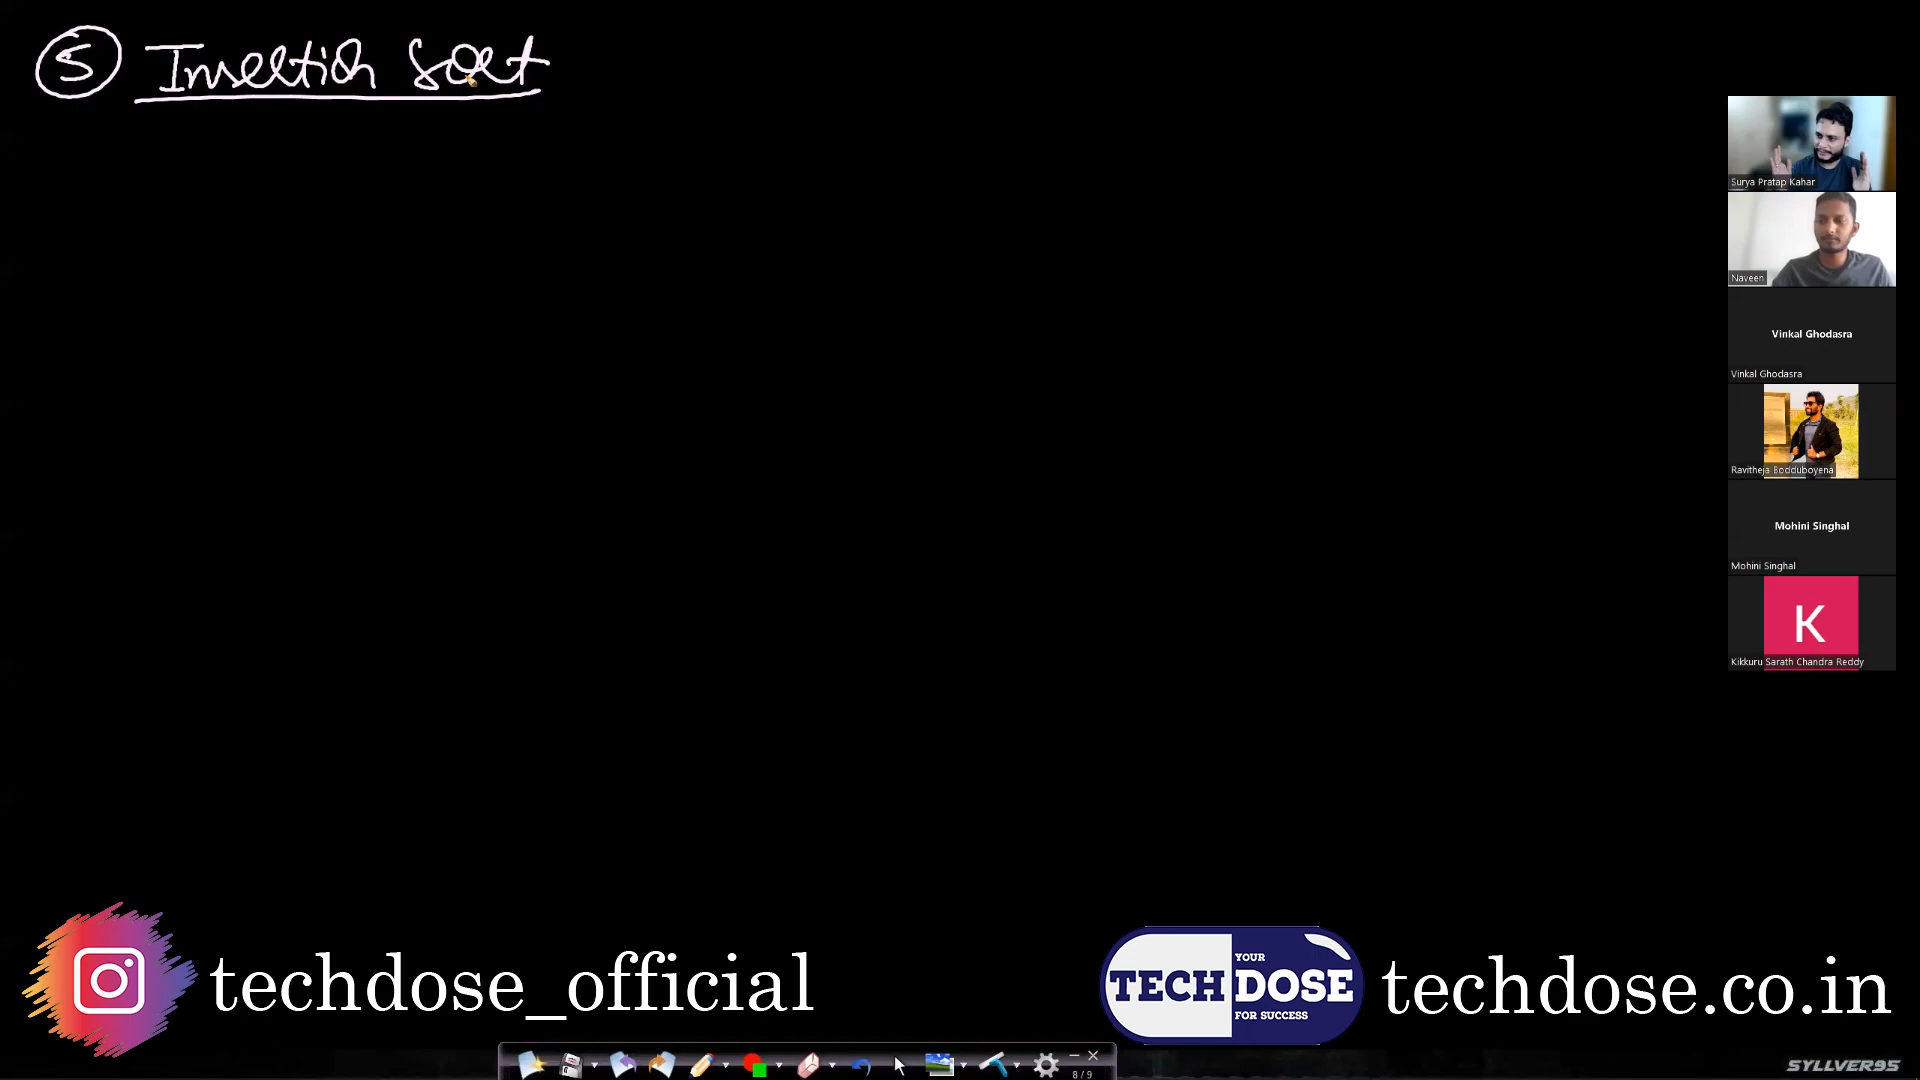 5 Insertion Sort
Surya Pratap Kahar
Naveen
Vinkal Ghodasra
Vinkal Ghodasra
Ravitheja Bodduboyena
Mohini Singhal
Mohini Singhal
K
Kikkuru Sarath Chandra Reddy
techdose_official
YOUR
TECH DOSE
FOR SUCCESS
techdose.co.in
8/9
SYLLVER95